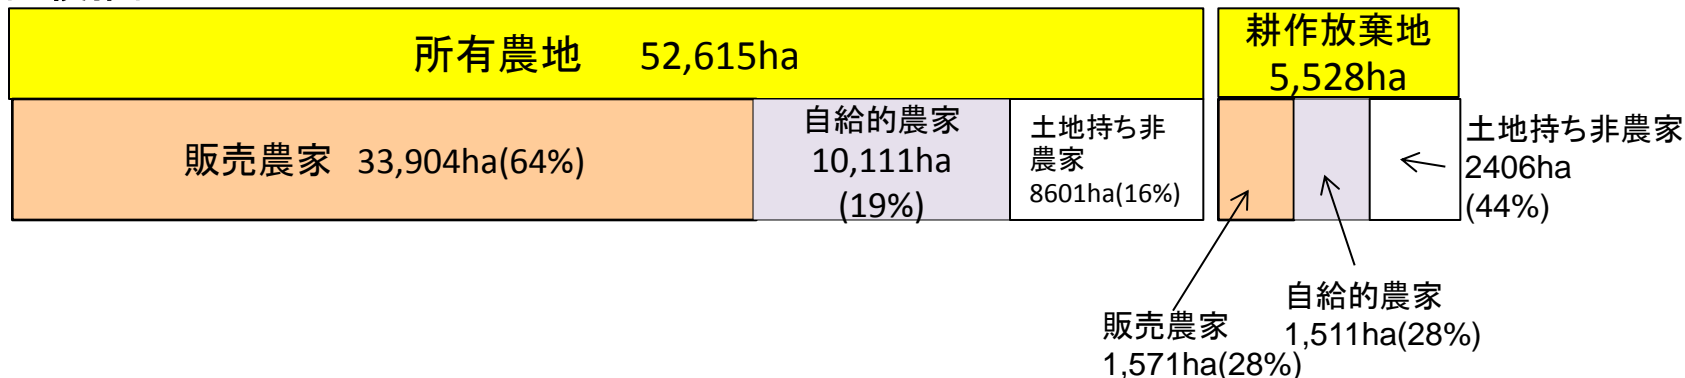 所有農地 52,615ha
耕作放棄地
5,528ha
販売農家 33,904ha(64%)
自給的農家
10,111ha
(19%)
土地持ち非
農家
8601ha(16%)
土地持ち非農家
2406ha
(44%)
自給的農家
1,511ha(28%)
販売農家
1,571ha(28%)